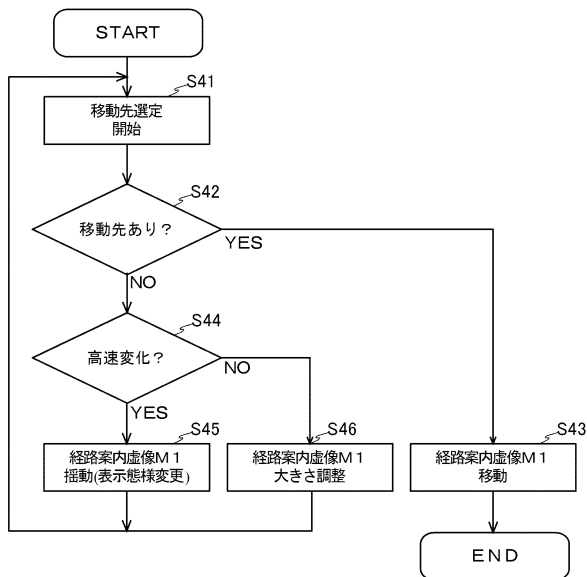 START
S41
移動先選定
開始
S42
移動先あり？
YES
NO
S44
高速変化？
NO
YES
S45
経路案内虚像M１
揺動(表示態様変更)
S46
経路案内虚像M１
大きさ調整
S43
経路案内虚像M１
移動
END